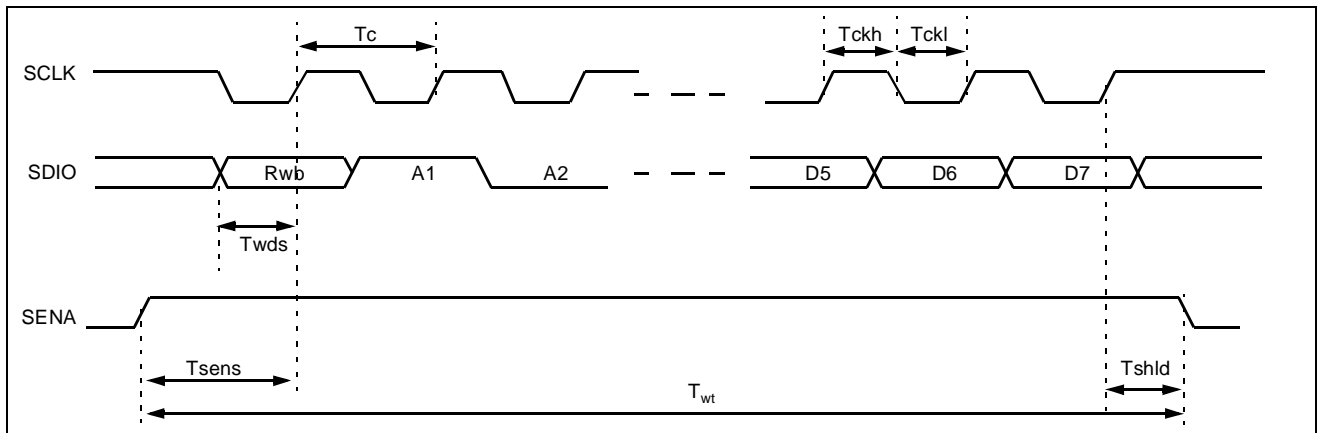 Tc
Tckh Tckl
SCLK
SDIO Rwb A1 A2 D5 D6 D7
Twds
SENA
Tsens Tshld
Twt